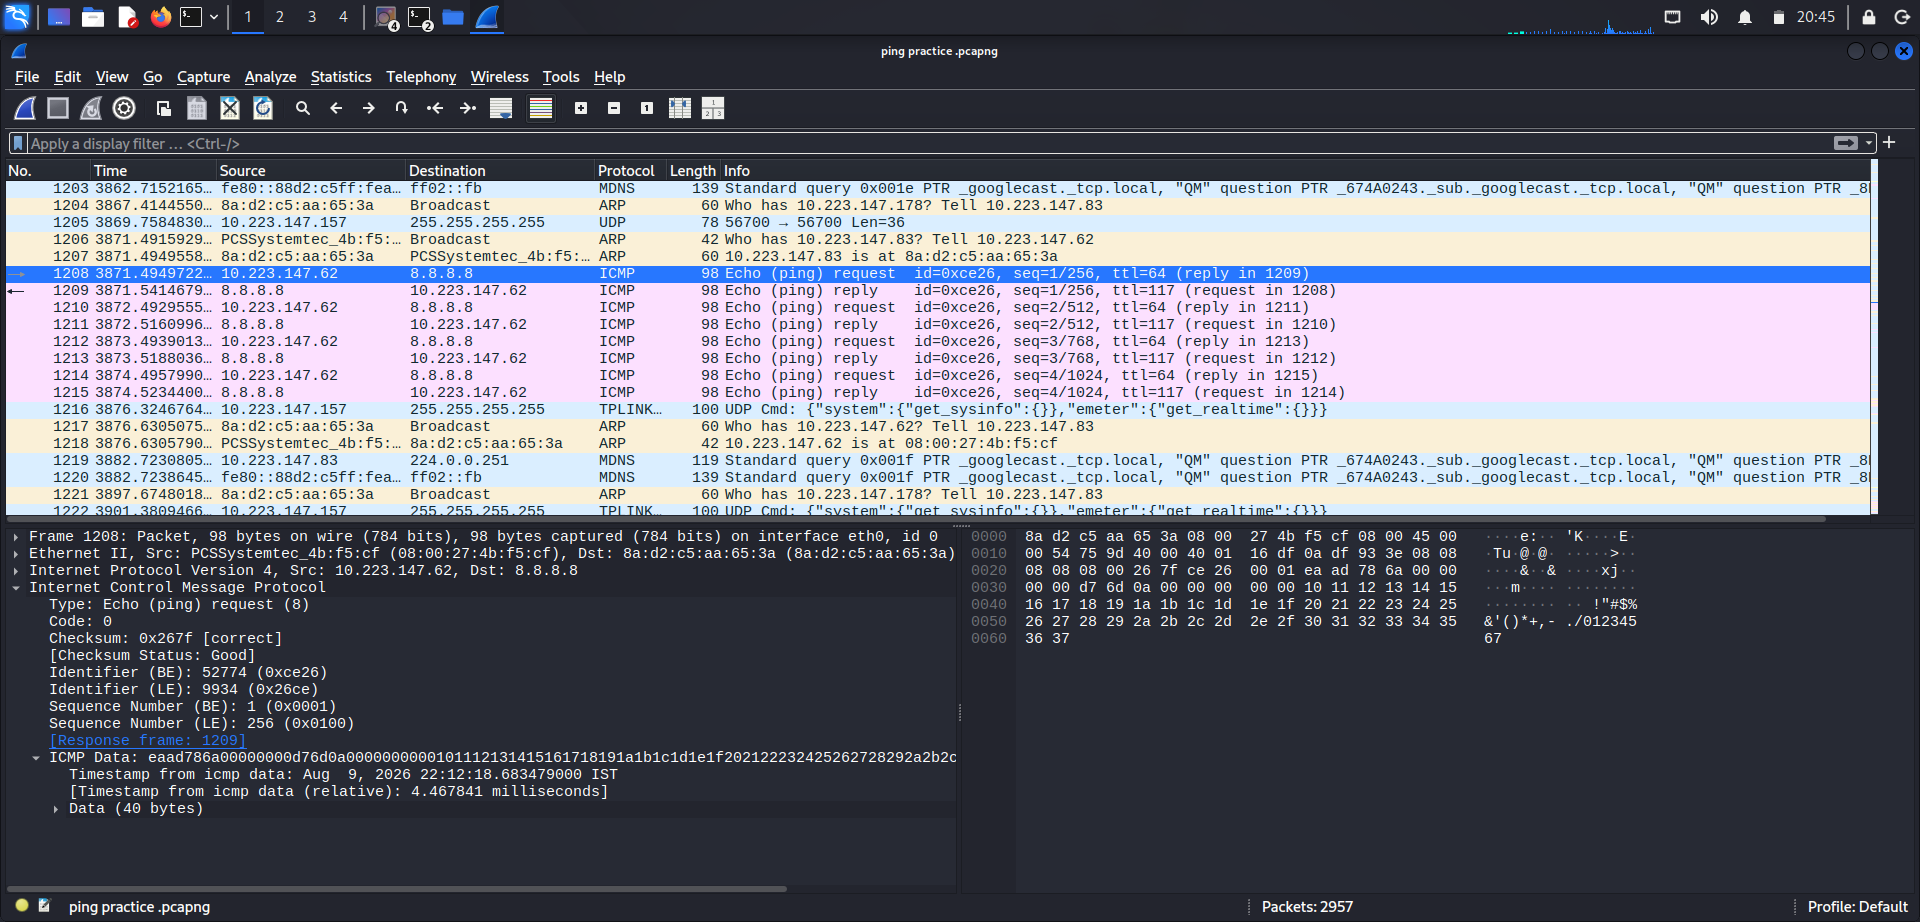 1 2 3 4 4 2 20:45
ping practice .pcapng
File Edit View Go Capture Analyze Statistics Telephony Wireless Tools Help
Apply a display filter ... <Ctrl-/>
No. Time Source Destination Protocol Length Info
1203 3862.7152165… fe80::88d2:c5ff:fea… ff02::fb MDNS 139 Standard query 0x001e PTR _googlecast._tcp.local, "QM" question PTR _674A0243._sub._googlecast._tcp.local, "QM" question PTR _8
1204 3867.4144550… 8a:d2:c5:aa:65:3a Broadcast ARP 60 Who has 10.223.147.178? Tell 10.223.147.83
1205 3869.7584830… 10.223.147.157 255.255.255.255 UDP 78 56700 → 56700 Len=36
1206 3871.4915929… PCSSystemtec_4b:f5:… Broadcast ARP 42 Who has 10.223.147.83? Tell 10.223.147.62
1207 3871.4949558… 8a:d2:c5:aa:65:3a PCSSystemtec_4b:f5:… ARP 60 10.223.147.83 is at 8a:d2:c5:aa:65:3a
1208 3871.4949722… 10.223.147.62 8.8.8.8 ICMP 98 Echo (ping) request id=0xce26, seq=1/256, ttl=64 (reply in 1209)
1209 3871.5414679… 8.8.8.8 10.223.147.62 ICMP 98 Echo (ping) reply id=0xce26, seq=1/256, ttl=117 (request in 1208)
1210 3872.4929555… 10.223.147.62 8.8.8.8 ICMP 98 Echo (ping) request id=0xce26, seq=2/512, ttl=64 (reply in 1211)
1211 3872.5160996… 8.8.8.8 10.223.147.62 ICMP 98 Echo (ping) reply id=0xce26, seq=2/512, ttl=117 (request in 1210)
1212 3873.4939013… 10.223.147.62 8.8.8.8 ICMP 98 Echo (ping) request id=0xce26, seq=3/768, ttl=64 (reply in 1213)
1213 3873.5188036… 8.8.8.8 10.223.147.62 ICMP 98 Echo (ping) reply id=0xce26, seq=3/768, ttl=117 (request in 1212)
1214 3874.4957990… 10.223.147.62 8.8.8.8 ICMP 98 Echo (ping) request id=0xce26, seq=4/1024, ttl=64 (reply in 1215)
1215 3874.5234400… 8.8.8.8 10.223.147.62 ICMP 98 Echo (ping) reply id=0xce26, seq=4/1024, ttl=117 (request in 1214)
1216 3876.3246764… 10.223.147.157 255.255.255.255 TPLINK… 100 UDP Cmd: {"system":{"get_sysinfo":{}},"emeter":{"get_realtime":{}}}
1217 3876.6305075… 8a:d2:c5:aa:65:3a Broadcast ARP 60 Who has 10.223.147.62? Tell 10.223.147.83
1218 3876.6305790… PCSSystemtec_4b:f5:… 8a:d2:c5:aa:65:3a ARP 42 10.223.147.62 is at 08:00:27:4b:f5:cf
1219 3882.7230805… 10.223.147.83 224.0.0.251 MDNS 119 Standard query 0x001f PTR _googlecast._tcp.local, "QM" question PTR _674A0243._sub._googlecast._tcp.local, "QM" question PTR _8
1220 3882.7238645… fe80::88d2:c5ff:fea… ff02::fb MDNS 139 Standard query 0x001f PTR _googlecast._tcp.local, "QM" question PTR _674A0243._sub._googlecast._tcp.local, "QM" question PTR _8
1221 3897.6748018… 8a:d2:c5:aa:65:3a Broadcast ARP 60 Who has 10.223.147.178? Tell 10.223.147.83
1222 3901.3809466… 10.223.147.157 255.255.255.255 TPLINK… 100 UDP Cmd: {"system":{"get_sysinfo":{}},"emeter":{"get_realtime":{}}}
Frame 1208: Packet, 98 bytes on wire (784 bits), 98 bytes captured (784 bits) on interface eth0, id 0
Ethernet II, Src: PCSSystemtec_4b:f5:cf (08:00:27:4b:f5:cf), Dst: 8a:d2:c5:aa:65:3a (8a:d2:c5:aa:65:3a)
Internet Protocol Version 4, Src: 10.223.147.62, Dst: 8.8.8.8
Internet Control Message Protocol
Type: Echo (ping) request (8)
Code: 0
Checksum: 0x267f [correct]
[Checksum Status: Good]
Identifier (BE): 52774 (0xce26)
Identifier (LE): 9934 (0x26ce)
Sequence Number (BE): 1 (0x0001)
Sequence Number (LE): 256 (0x0100)
[Response frame: 1209]
ICMP Data: eaad786a00000000d76d0a0000000000101112131415161718191a1b1c1d1e1f202122232425262728292a2b2c
Timestamp from icmp data: Aug  9, 2026 22:12:18.683479000 IST
[Timestamp from icmp data (relative): 4.467841 milliseconds]
Data (40 bytes)
0000 8a d2 c5 aa 65 3a 08 00 27 4b f5 cf 08 00 45 00 ····e:·· 'K····E·
0010 00 54 75 9d 40 00 40 01 16 df 0a df 93 3e 08 08 ·Tu·@·@· ·····>··
0020 08 08 08 00 26 7f ce 26 00 01 ea ad 78 6a 00 00 ····&··& ····xj··
0030 00 00 d7 6d 0a 00 00 00 00 00 10 11 12 13 14 15 ···m···· ········
0040 16 17 18 19 1a 1b 1c 1d 1e 1f 20 21 22 23 24 25 ········ ·· !"#$%
0050 26 27 28 29 2a 2b 2c 2d 2e 2f 30 31 32 33 34 35 &'()*+,- ./012345
0060 36 37 67
ping practice .pcapng Packets: 2957 Profile: Default